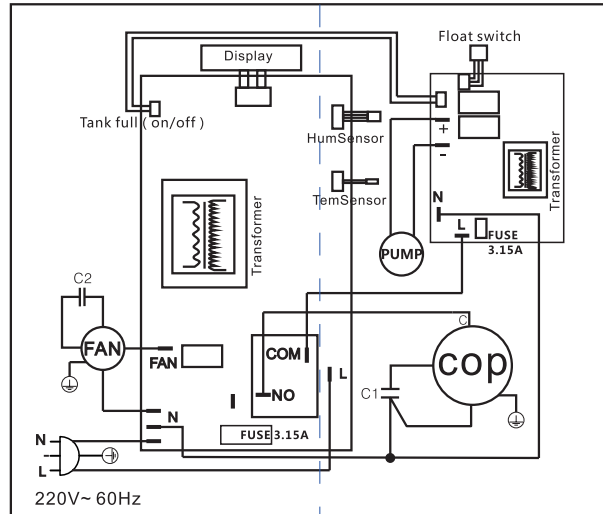 Float switch
Display
Tank full ( on/off )
HumSensor
+
-
Transformer
TemSensor
N
L
FUSE
3.15A
Transformer
PUMP
C2
FAN
FAN
COM
NO
L
C
cop
C1
N
FUSE 3.15A
N
-
L
220V~ 60Hz